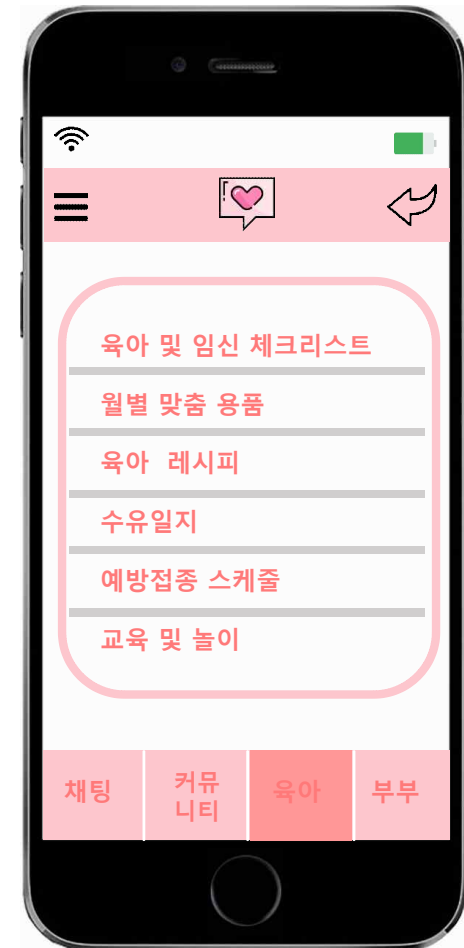 육아 및 임신 체크리스트
월별 맞춤 용품
육아 레시피
수유일지
예방접종 스케줄
교육 및 놀이
채팅
커뮤
니티
육아
부부